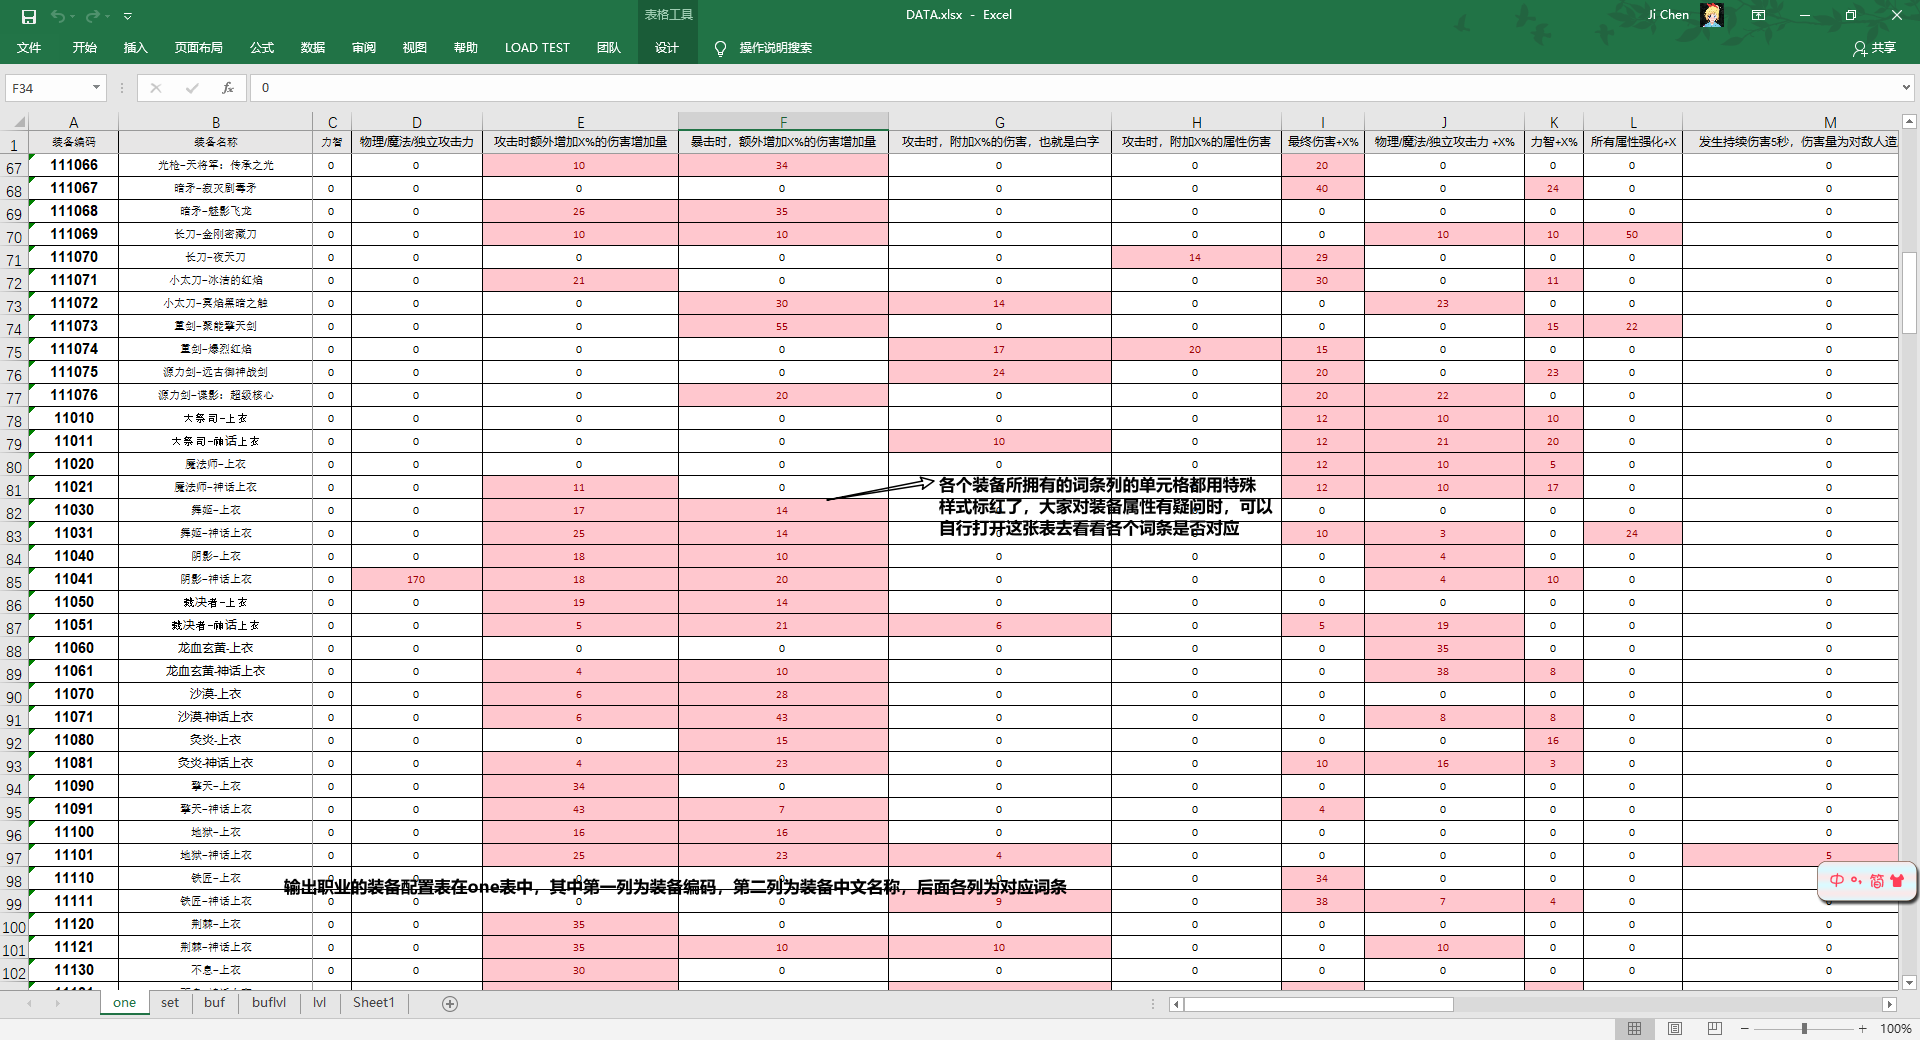 表格工具
DATA.xlsx - Excel
Ji Chen
文件 开始 插入 页面布局 公式 数据 审阅 视图 帮助 LOAD TEST 团队 设计 操作说明搜索 共享
F34 fx 0
A B C D E F G H I J K L M
1 装备编码 装备名称 力智 物理/魔法/独立攻击力 攻击时额外增加X%的伤害增加量 暴击时，额外增加X%的伤害增加量 攻击时，附加X%的伤害，也就是白字 攻击时，附加X%的属性伤害 最终伤害+X% 物理/魔法/独立攻击力 +X% 力智+X% 所有属性强化+X 发生持续伤害5秒，伤害量为对敌人造
67 111066 光枪-天将军：传承之光 0 0 10 34 0 0 20 0 0 0 0
68 111067 暗矛-寂灭剧毒矛 0 0 0 0 0 0 40 0 24 0 0
69 111068 暗矛-魅影飞龙 0 0 26 35 0 0 0 0 0 0 0
70 111069 长刀-金刚密藏刀 0 0 10 10 0 0 0 10 10 50 0
71 111070 长刀-夜天刀 0 0 0 0 0 14 29 0 0 0 0
72 111071 小太刀-冰洁的红焰 0 0 21 0 0 0 30 0 11 0 0
73 111072 小太刀-冥焰黑暗之触 0 0 0 30 14 0 0 23 0 0 0
74 111073 重剑-聚能擎天剑 0 0 0 55 0 0 0 0 15 22 0
75 111074 重剑-爆烈红焰 0 0 0 0 17 20 15 0 0 0 0
76 111075 源力剑-远古御神战剑 0 0 0 0 24 0 20 0 23 0 0
77 111076 源力剑-谍影：超级核心 0 0 0 20 0 0 20 22 0 0 0
78 11010 大祭司-上衣 0 0 0 0 0 0 12 10 10 0 0
79 11011 大祭司-神话上衣 0 0 0 0 10 0 12 21 20 0 0
80 11020 魔法师-上衣 0 0 0 0 0 0 12 10 5 0 0
81 11021 魔法师-神话上衣 0 0 11 0 12 10 17 0 0
各个装备所拥有的词条列的单元格都用特殊
样式标红了，大家对装备属性有疑问时，可以
自行打开这张表去看看各个词条是否对应
82 11030 舞姬-上衣 0 0 17 14 0 0 0 0 0
83 11031 舞姬-神话上衣 0 0 25 14 0 0 10 3 0 24 0
84 11040 阴影-上衣 0 0 18 10 0 0 0 4 0 0 0
85 11041 阴影-神话上衣 0 170 18 20 0 0 0 4 10 0 0
86 11050 裁决者-上衣 0 0 19 14 0 0 0 0 0 0 0
87 11051 裁决者-神话上衣 0 0 5 21 6 0 5 19 0 0 0
88 11060 龙血玄黄-上衣 0 0 0 0 0 0 0 35 0 0 0
89 11061 龙血玄黄-神话上衣 0 0 4 10 0 0 0 38 8 0 0
90 11070 沙漠-上衣 0 0 6 28 0 0 0 0 0 0 0
91 11071 沙漠-神话上衣 0 0 6 43 0 0 0 8 8 0 0
92 11080 灸炎-上衣 0 0 0 15 0 0 0 0 16 0 0
93 11081 灸炎-神话上衣 0 0 4 23 0 0 10 16 3 0 0
94 11090 擎天-上衣 0 0 34 0 0 0 0 0 0 0 0
95 11091 擎天-神话上衣 0 0 43 7 0 0 4 0 0 0 0
96 11100 地狱-上衣 0 0 16 16 0 0 0 0 0 0 0
97 11101 地狱-神话上衣 0 0 25 23 4 0 0 0 0 0 5
98 11110 铁匠-上衣 0 0 0 0 0 0 34 0 0 0 0
输出职业的装备配置表在one表中，其中第一列为装备编码，第二列为装备中文名称，后面各列为对应词条
99 11111 铁匠-神话上衣 0 0 0 0 9 0 38 7 4 0 0
100 11120 荆棘-上衣 0 0 35 0 0 0 0 0 0 0 0
101 11121 荆棘-神话上衣 0 0 35 10 10 0 0 10 0 0 0
102 11130 不息-上衣 0 0 30 0 0 0 0 0 0 0 0
中 °, 简
one set buf buflvl lvl Sheet1
100%